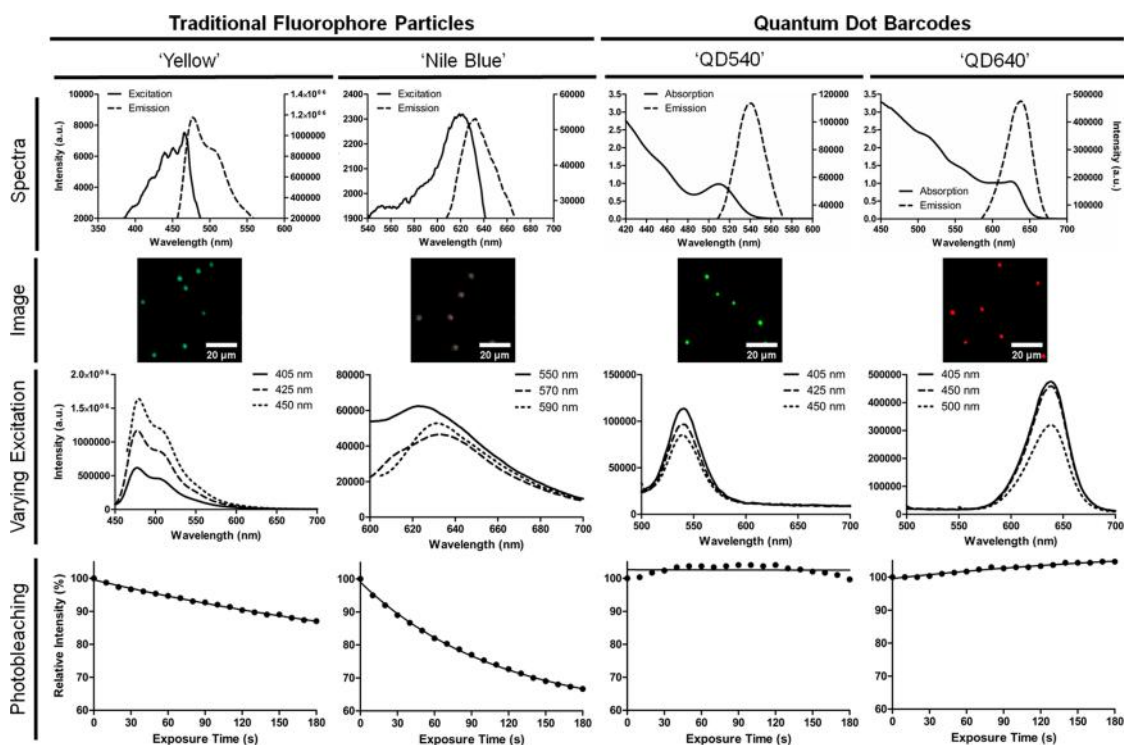 Traditional Fluorophore Particles
Quantum Dot Barcodes
'Yellow'
'Nile Blue'
'QD540'
'QD640'
Spectra
Intensity (a.u.)
10000
8000
6000
4000
2000
Excitation
Emission
1.4×10⁰⁶
1.2×10⁰⁶
1000000
800000
600000
400000
200000
350 400 450 500 550 600
Wavelength (nm)
2400
2300
2200
2100
2000
1900
Excitation
Emission
60000
50000
40000
30000
540 560 580 600 620 640 660 680 700
Wavelength (nm)
3.5
3.0
2.5
2.0
1.5
1.0
0.5
0.0
Absorption
Emission
120000
100000
80000
60000
40000
20000
420 440 460 480 500 520 540 560 580 600
Wavelength (nm)
3.5
3.0
2.5
2.0
1.5
1.0
0.5
0.0
Absorption
Emission
500000
400000
300000
200000
100000
Intensity (a.u.)
450 500 550 600 650 700
Wavelength (nm)
Image
20 µm
20 µm
20 µm
20 µm
Varying Excitation
Intensity (a.u.)
2.0×10⁰⁶
1.5×10⁰⁶
1000000
500000
0
405 nm
425 nm
450 nm
450 500 550 600 650 700
Wavelength (nm)
80000
60000
40000
20000
0
550 nm
570 nm
590 nm
600 620 640 660 680 700
Wavelength (nm)
150000
100000
50000
0
405 nm
425 nm
450 nm
500 550 600 650 700
Wavelength (nm)
500000
400000
300000
200000
100000
0
405 nm
450 nm
500 nm
500 550 600 650 700
Wavelength (nm)
Photobleaching
Relative Intensity (%)
100
90
80
70
60
0 30 60 90 120 150 180
Exposure Time (s)
100
90
80
70
60
0 30 60 90 120 150 180
Exposure Time (s)
100
90
80
70
60
0 30 60 90 120 150 180
Exposure Time (s)
100
90
80
70
60
0 30 60 90 120 150 180
Exposure Time (s)